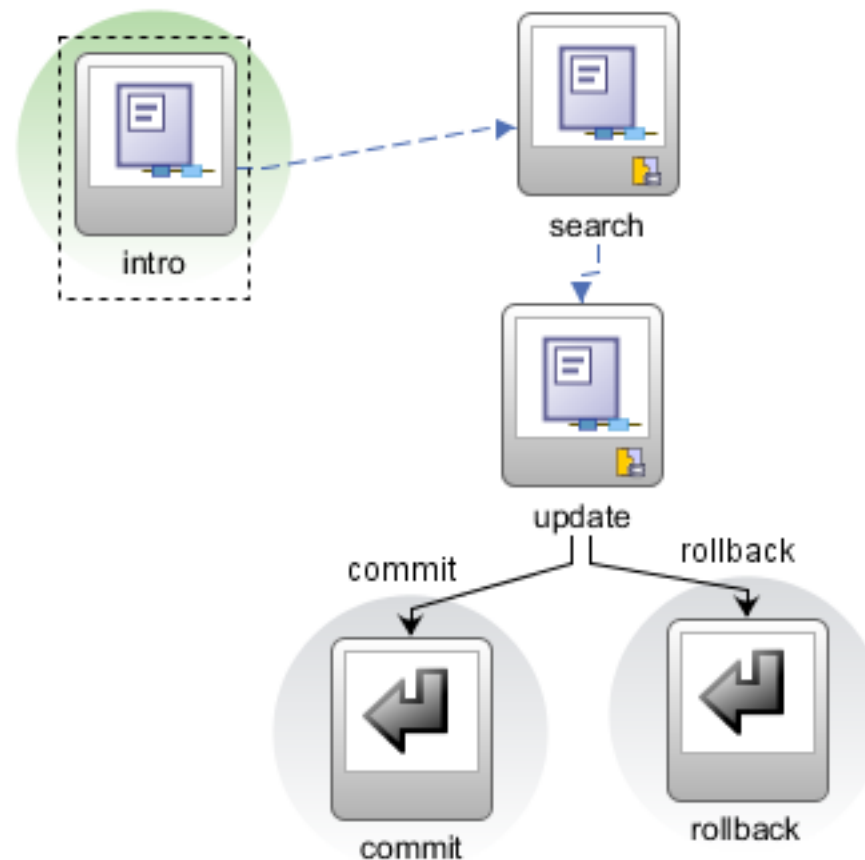 search
intro
update
commit
rollback
commit
rollback